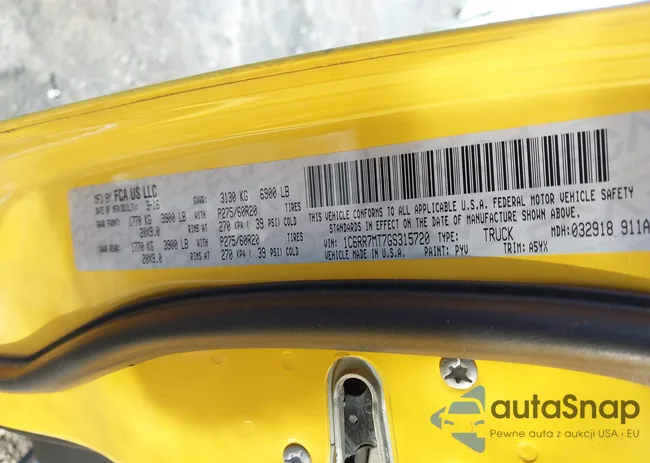 MFD BY FCA US LLC
DATE OF MFR: 3-16 GVWR: 3130 KG 6900 LB
GAWR FRONT: 1770 KG 3900 LB WITH P275/60R20 TIRES
20X9.0 RIMS AT 270 KPA ( 39 PSI) COLD
GAWR REAR: 1770 KG 3900 LB WITH P275/60R20 TIRES
20X9.0 RIMS AT 270 KPA ( 39 PSI) COLD
THIS VEHICLE CONFORMS TO ALL APPLICABLE U.S.A. FEDERAL MOTOR VEHICLE SAFETY
STANDARDS IN EFFECT ON THE DATE OF MANUFACTURE SHOWN ABOVE.
VIN: 1C6RR7MT7GS315720 TYPE: TRUCK MDH: 032918 911A
VEHICLE MADE IN U.S.A. PAINT: PYV TRIM: A5YX
autaSnap
Pewne auta z aukcji USA i EU